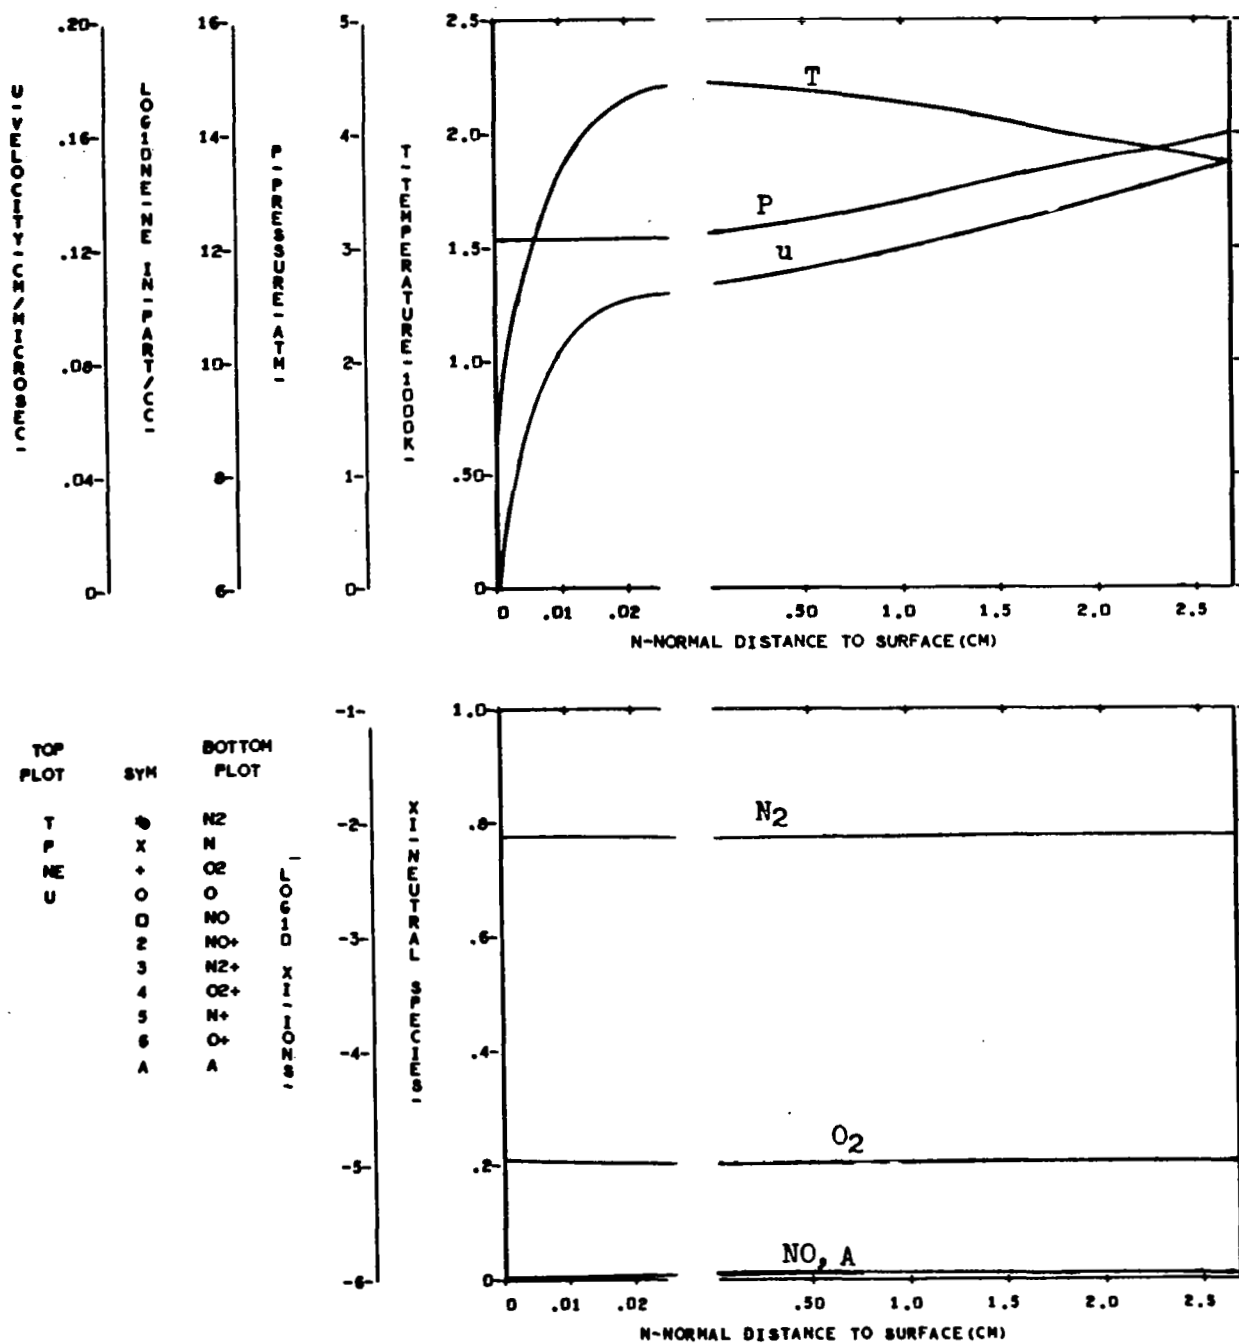 U-VELOCITY-CM/MICROSEC-
.20-
.16-
.12-
.08-
.04-
0-
LOG10NE-NE IN-PART/CC-
16-
14-
12-
10-
8-
6-
P-PRESSURE-ATM-
5-
4-
3-
2-
1-
0-
T-TEMPERATURE-1000K-
2.5-
2.0-
1.5-
1.0-
.50-
0-
T
P
u
0 .01 .02 .50 1.0 1.5 2.0 2.5
N-NORMAL DISTANCE TO SURFACE(CM)
TOP PLOT SYM BOTTOM PLOT
T N2
P X N
NE + O2
U O O
□ NO
2 NO+
3 N2+
4 O2+
5 N+
6 O+
A A
LOG10 XI-IONS-
-1-
-2-
-3-
-4-
-5-
-6-
XI-NEUTRAL SPECIES-
1.0-
.8-
.6-
.4-
.2-
0-
N2
O2
NO, A
0 .01 .02 .50 1.0 1.5 2.0 2.5
N-NORMAL DISTANCE TO SURFACE(CM)